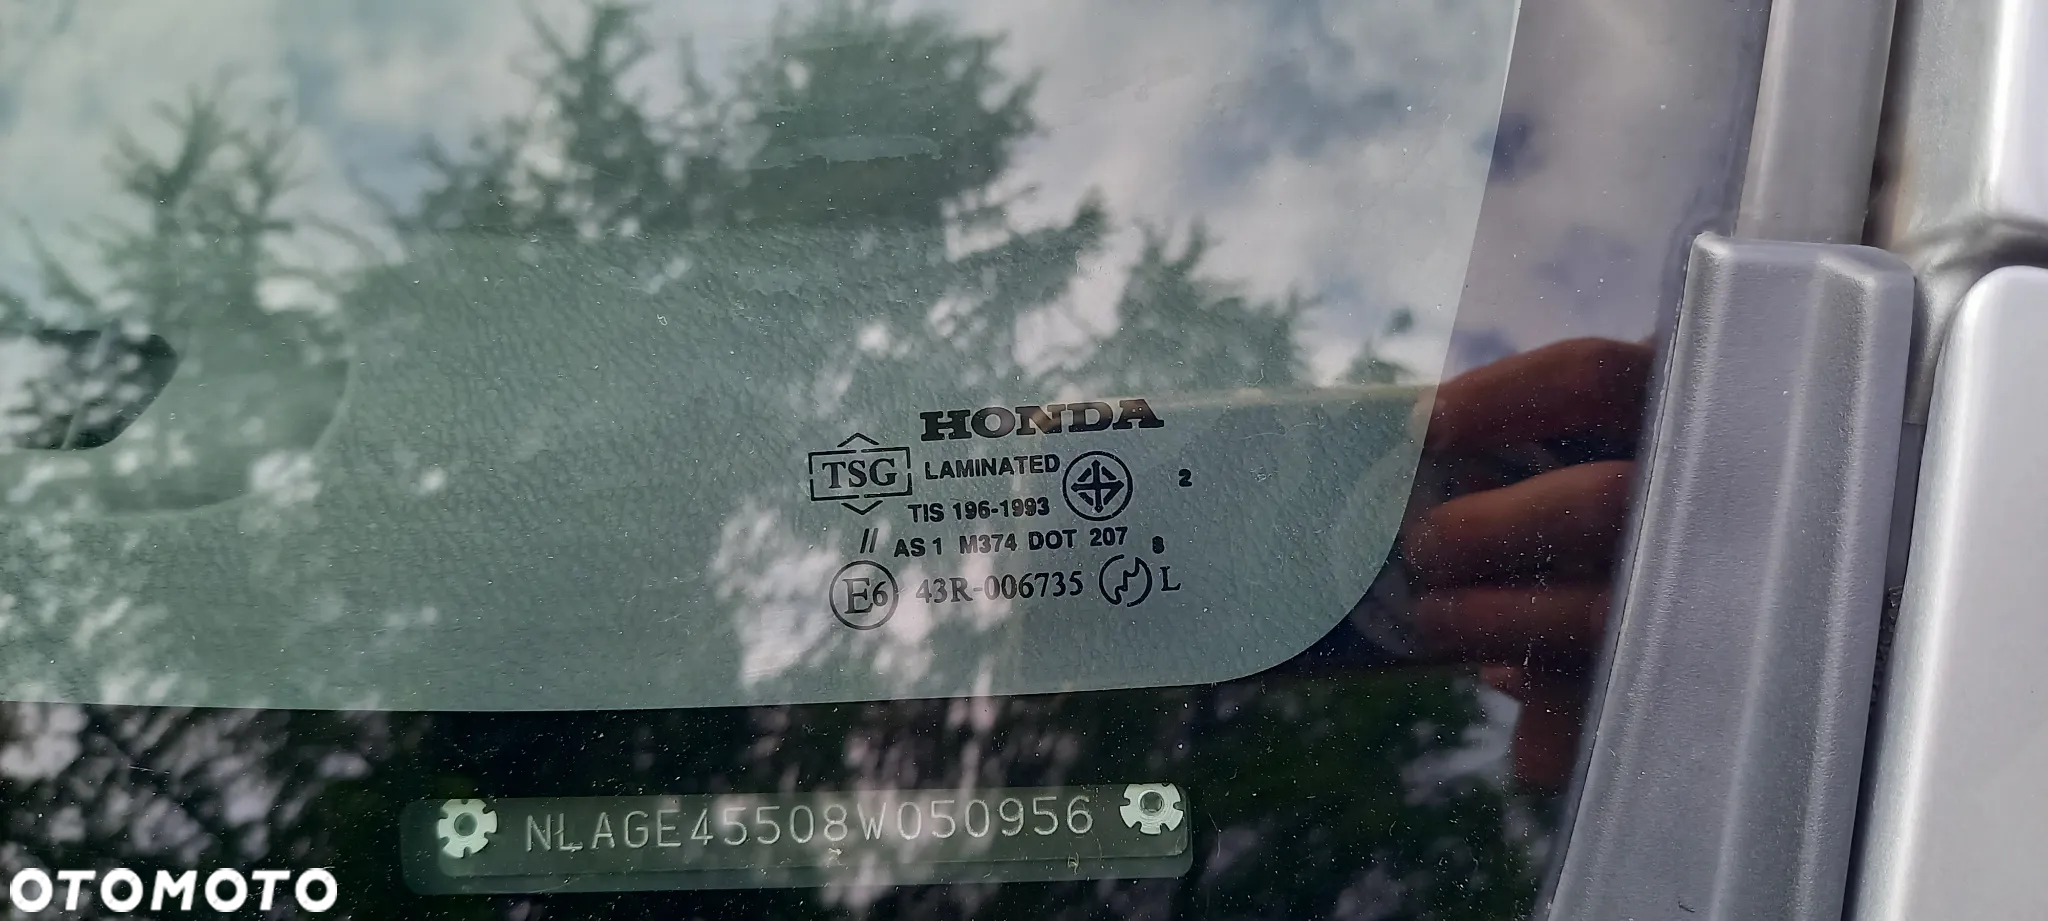 HONDA
TSG LAMINATED 2
TIS 196-1993
// AS 1 M374 DOT 207 8
E6 43R-006735 L
NLAGE45508W050956
OTOMOTO